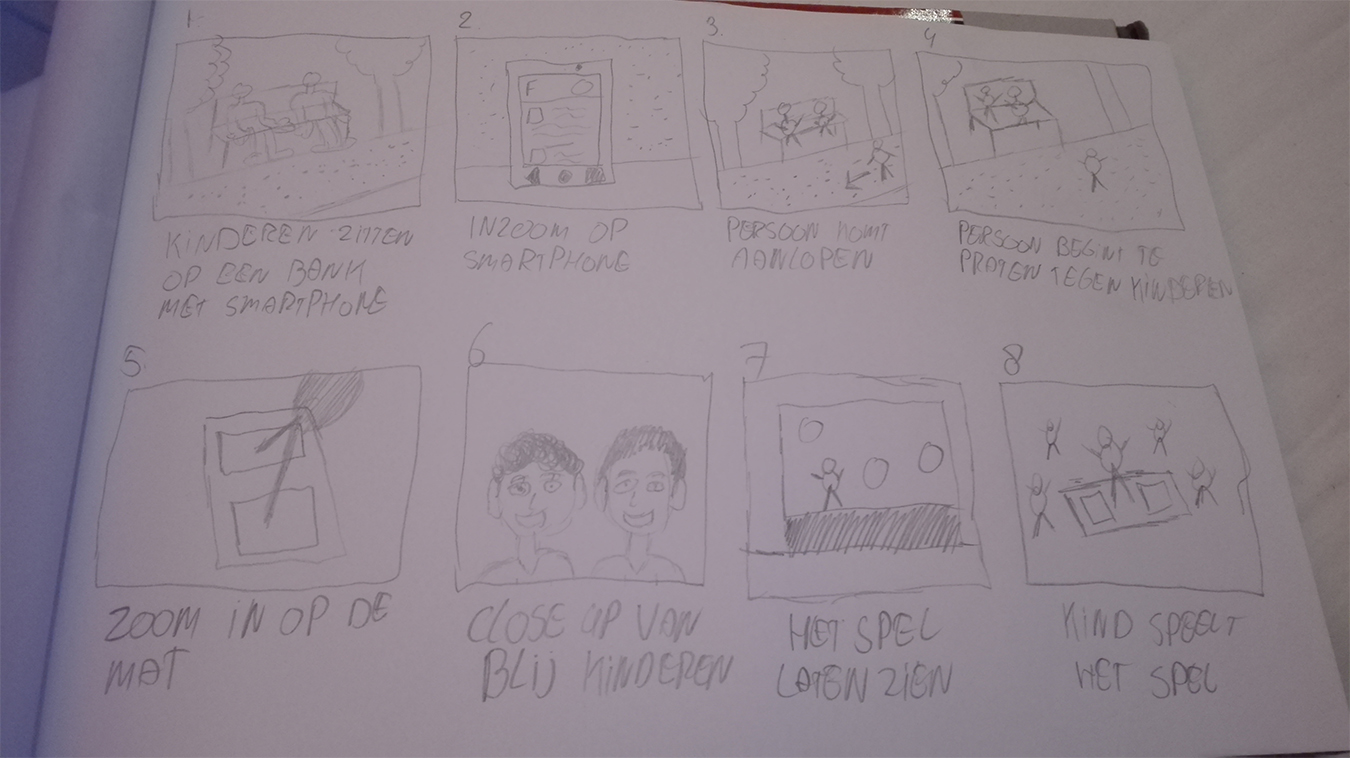 1.
KINDEREN ZITTEN
OP EEN BANK
MET SMARTPHONE
2
F
INZOOM OP
SMARTPHONE
3.
PERSOON KOMT
AANLOPEN
4
PERSOON BEGINT TE
PRATEN TEGEN KINDEREN
5.
ZOOM IN OP DE
MAT
6
CLOSE UP VAN
BLIJ KINDEREN
7
HET SPEL
LATEN ZIEN
8
KIND SPEELT
HET SPEL